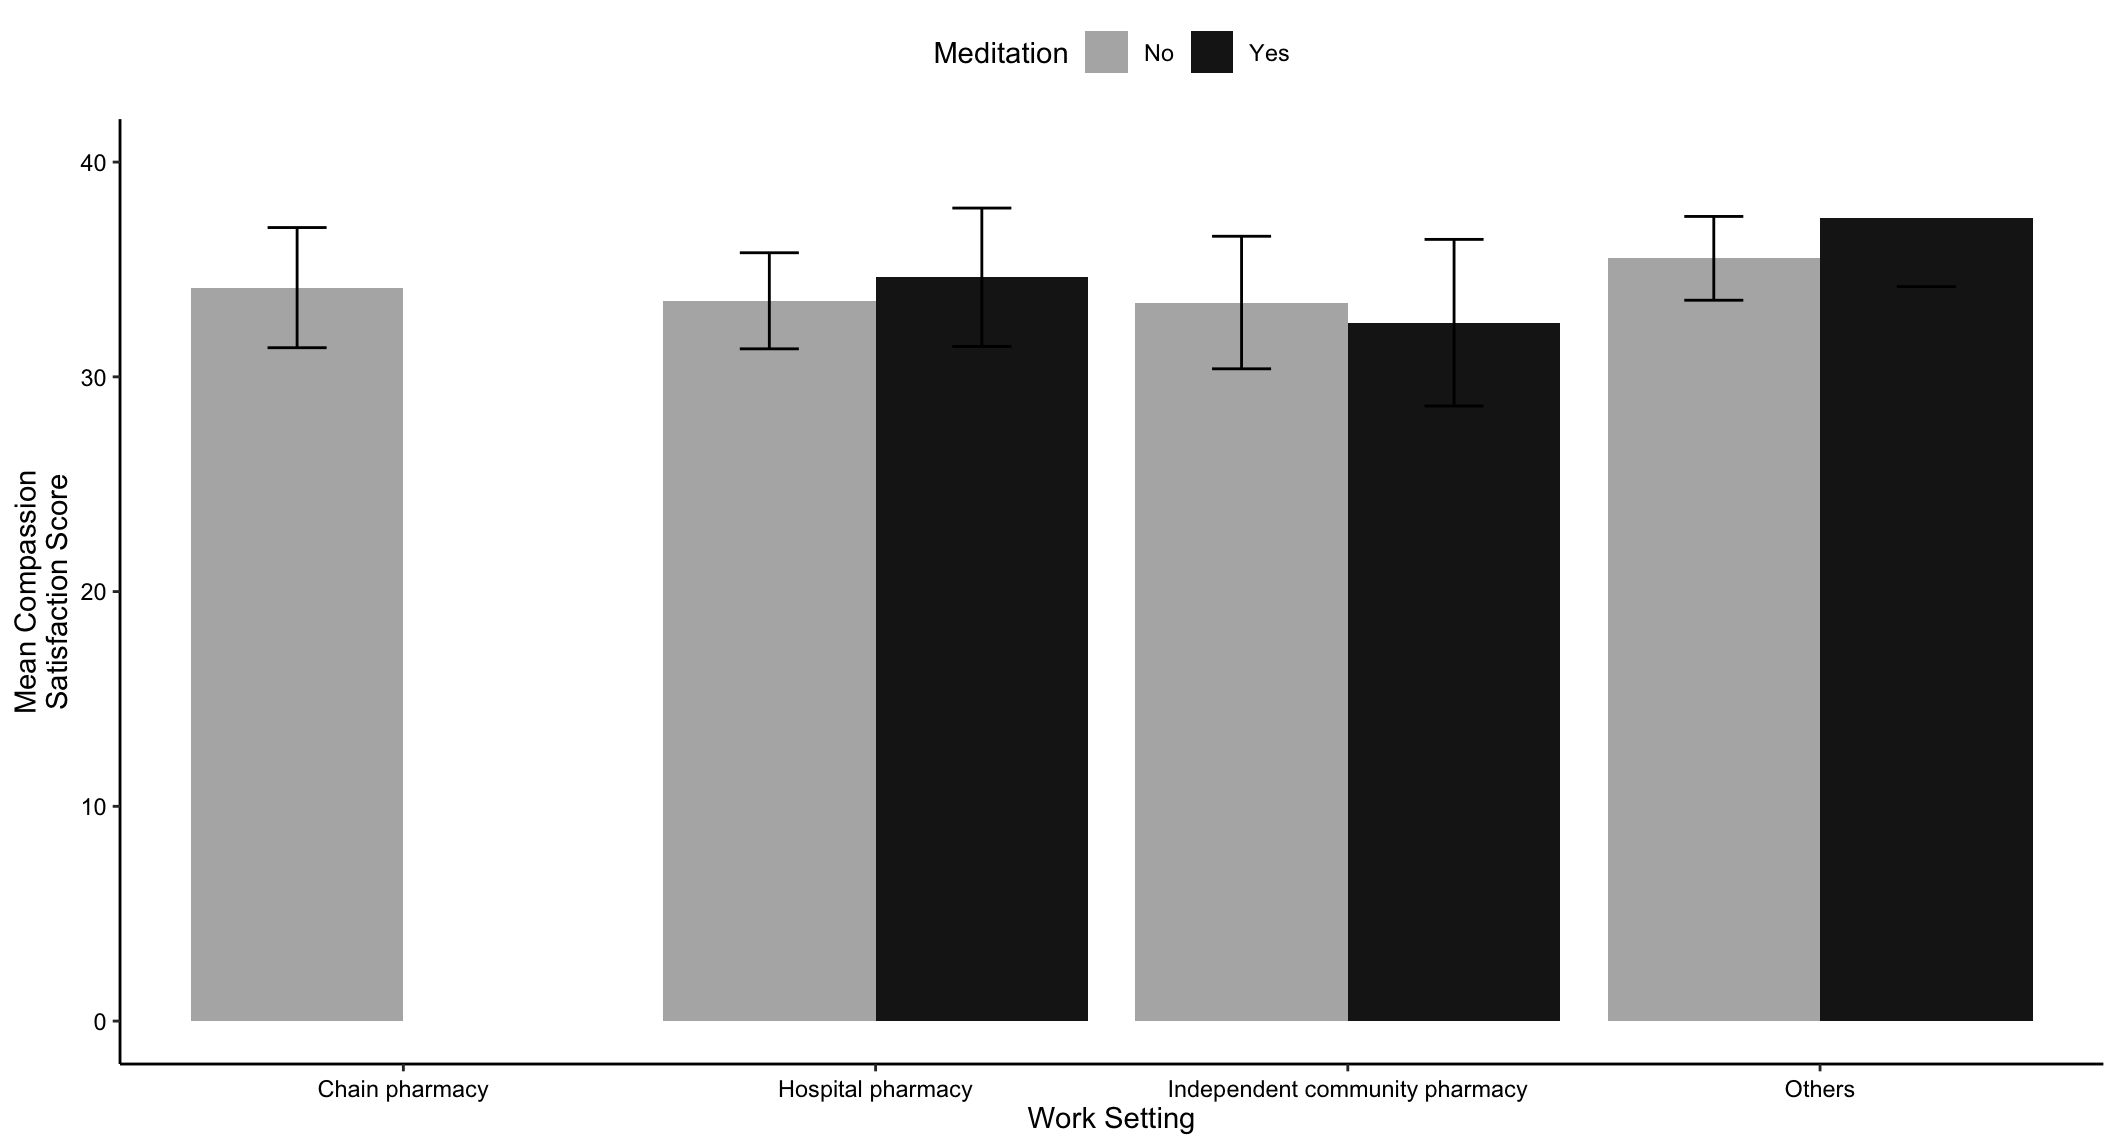 Meditation No Yes
Mean Compassion
Satisfaction Score
40
30
20
10
0
Chain pharmacy Hospital pharmacy Independent community pharmacy Others
Work Setting